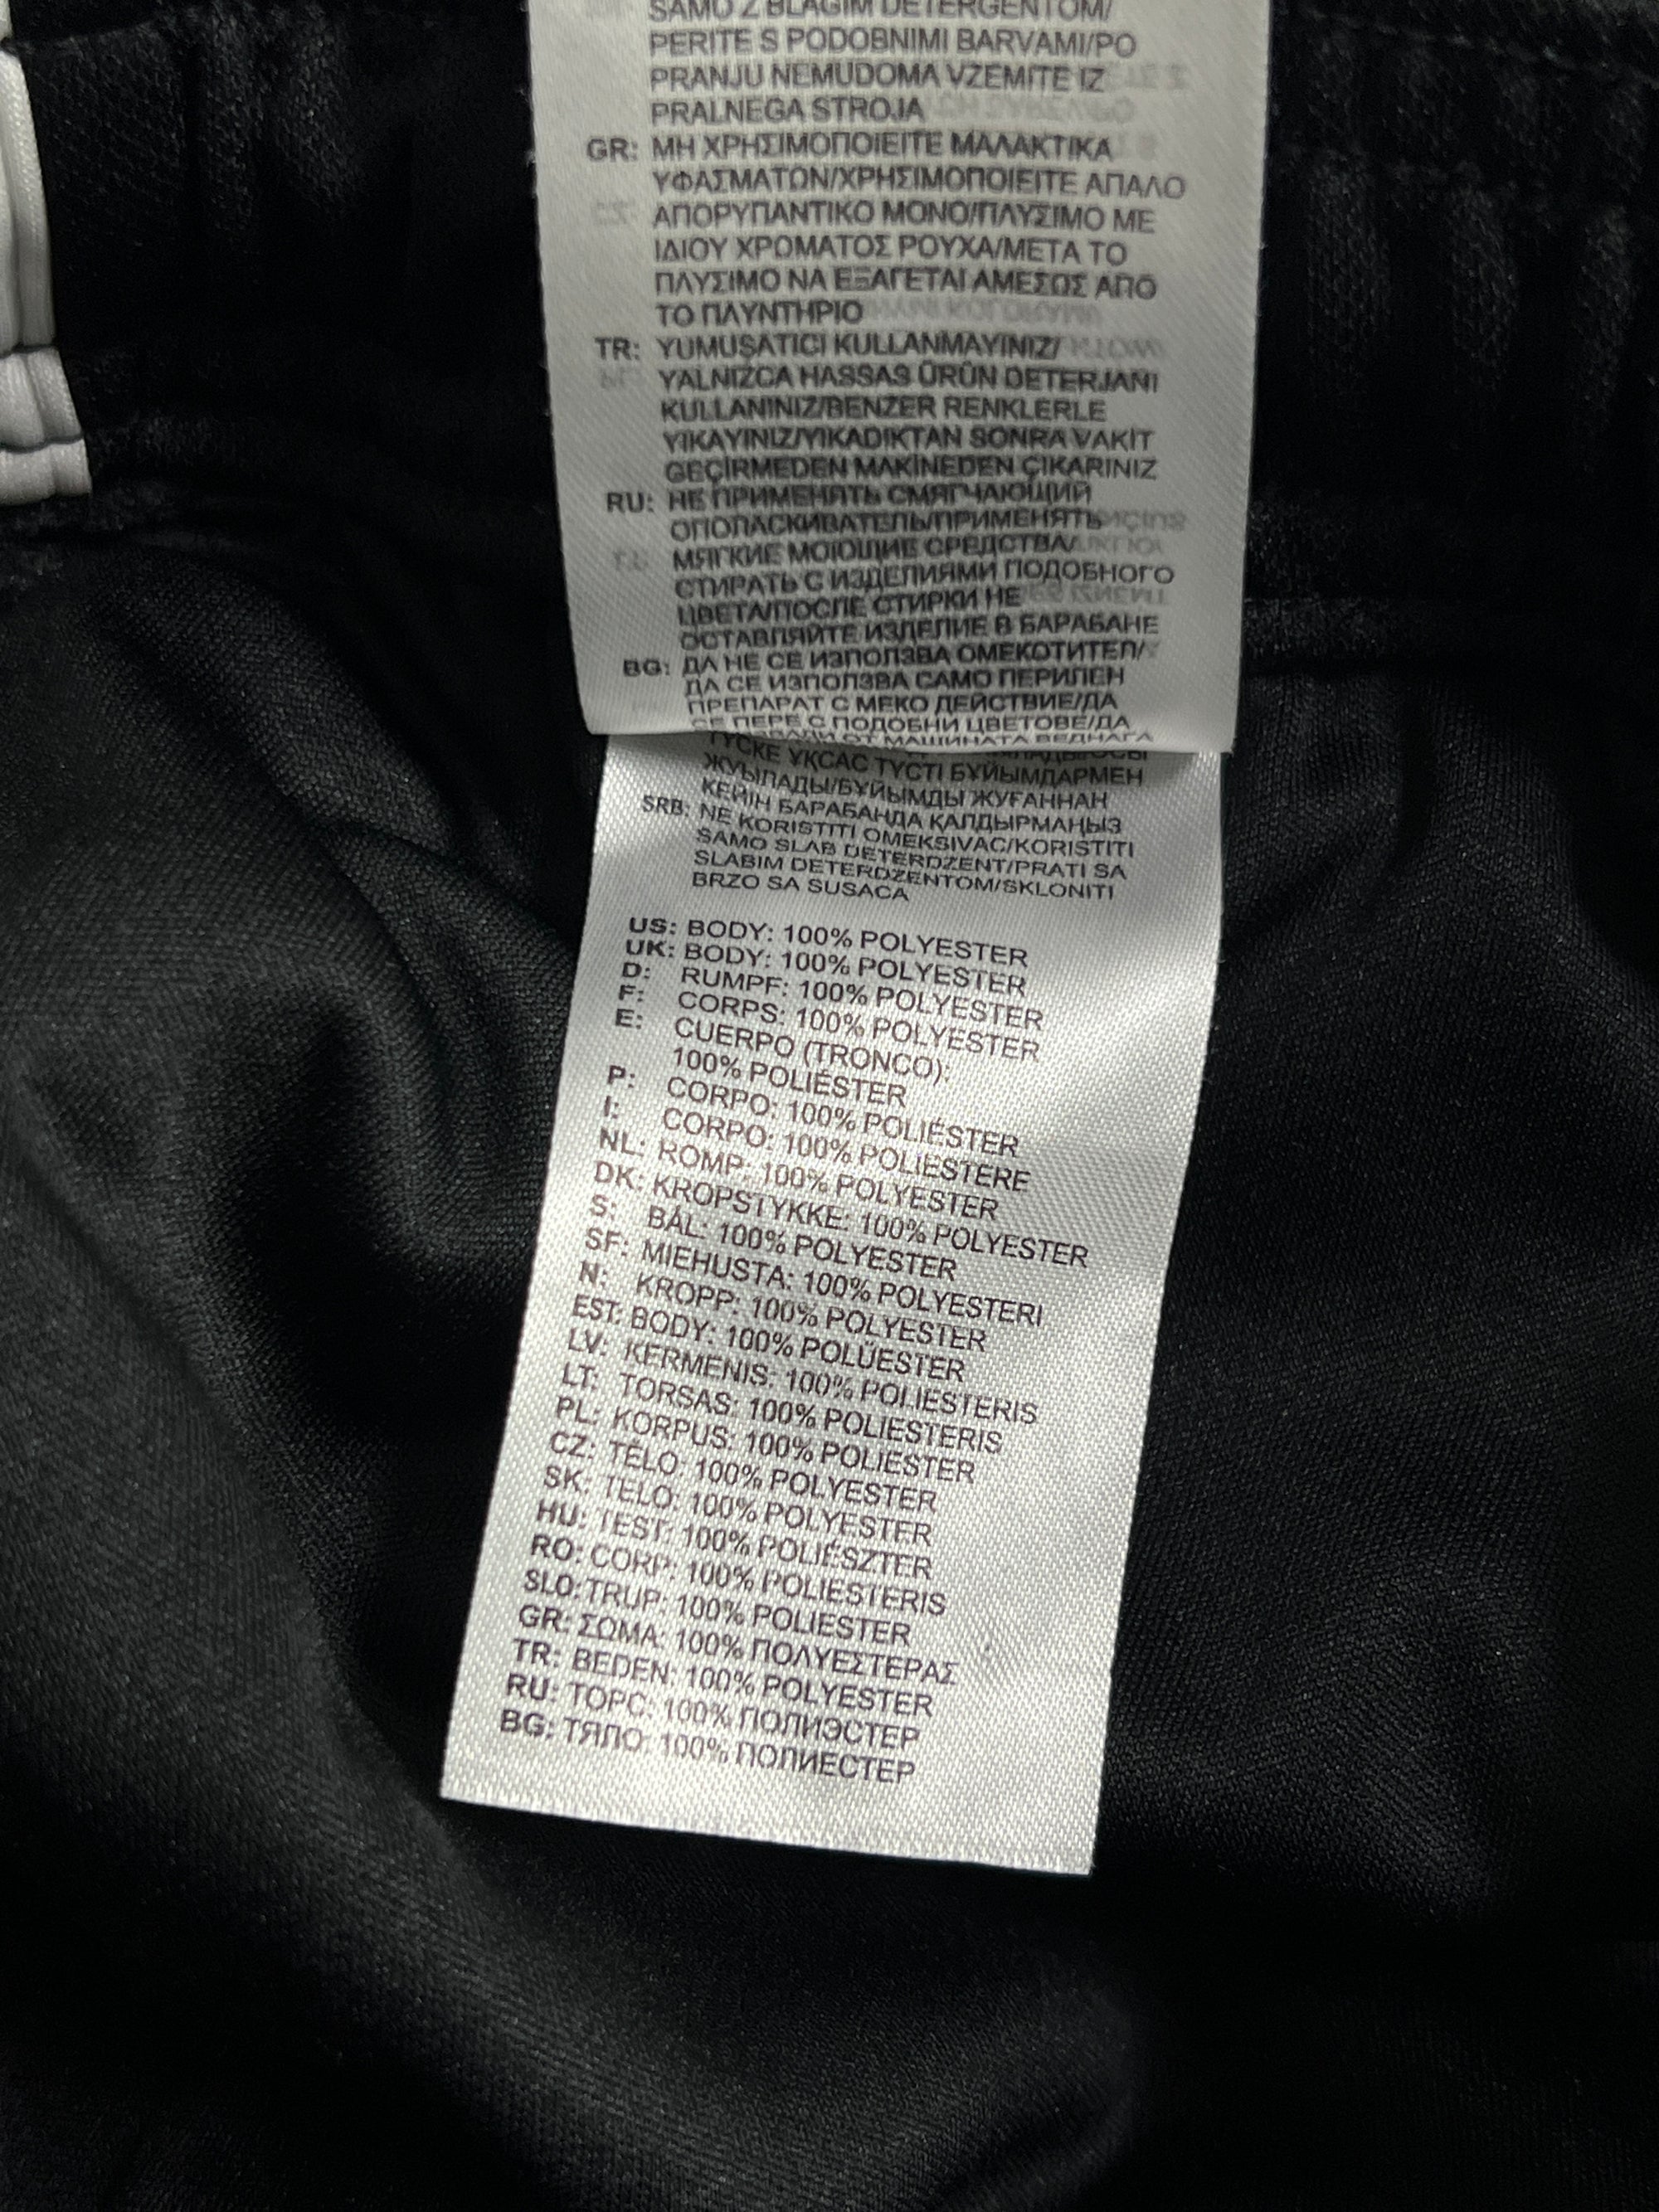 SAMO Z BLAGIM DETERGENTOM/
PERITE S PODOBNIMI BARVAMI/PO
PRANJU NEMUDOMA VZEMITE IZ
PRALNEGA STROJA
GR: ΜΗ ΧΡΗΣΙΜΟΠΟΙΕΙΤΕ ΜΑΛΑΚΤΙΚΑ
ΥΦΑΣΜΑΤΩΝ/ΧΡΗΣΙΜΟΠΟΙΕΙΤΕ ΑΠΑΛΟ
ΑΠΟΡΥΠΑΝΤΙΚΟ ΜΟΝΟ/ΠΛΥΣΙΜΟ ΜΕ
ΙΔΙΟΥ ΧΡΩΜΑΤΟΣ ΡΟΥΧΑ/ΜΕΤΑ ΤΟ
ΠΛΥΣΙΜΟ ΝΑ ΕΞΑΓΕΤΑΙ ΑΜΕΣΩΣ ΑΠΟ
ΤΟ ΠΛΥΝΤΗΡΙΟ
TR: YUMUŞATICI KULLANMAYINIZ/
YALNIZCA HASSAS ÜRÜN DETERJANI
KULLANINIZ/BENZER RENKLERLE
YIKAYINIZ/YIKADIKTAN SONRA VAKİT
GEÇİRMEDEN MAKİNEDEN ÇIKARINIZ
RU: НЕ ПРИМЕНЯТЬ СМЯГЧАЮЩИЙ
ОПОЛАСКИВАТЕЛЬ/ПРИМЕНЯТЬ
МЯГКИЕ МОЮЩИЕ СРЕДСТВА/
СТИРАТЬ С ИЗДЕЛИЯМИ ПОДОБНОГО
ЦВЕТА/ПОСЛЕ СТИРКИ НЕ
ОСТАВЛЯЙТЕ ИЗДЕЛИЕ В БАРАБАНЕ
BG: ДА НЕ СЕ ИЗПОЛЗВА ОМЕКОТИТЕЛ/
ДА СЕ ИЗПОЛЗВА САМО ПЕРИЛЕН
ПРЕПАРАТ С МЕКО ДЕЙСТВИЕ/ДА
СЕ ПЕРЕ С ПОДОБНИ ЦВЕТОВЕ/ДА
ОТ МАШИНАТА ВЕДНАГА
ТҮСКЕ ҰҚСАС ТҮСТІ БҰЙЫМДАРМЕН
ЖУЫЛАДЫ/БҰЙЫМДЫ ЖУҒАННАН
КЕЙІН БАРАБАНДА ҚАЛДЫРМАҢЫЗ
SRB: NE KORISTITI OMEKSIVAC/KORISTITI
SAMO SLAB DETERDZENT/PRATI SA
SLABIM DETERDZENTOM/SKLONITI
BRZO SA SUSACA
US: BODY: 100% POLYESTER
UK: BODY: 100% POLYESTER
D: RUMPF: 100% POLYESTER
F: CORPS: 100% POLYESTER
E: CUERPO (TRONCO):
100% POLIÉSTER
P: CORPO: 100% POLIÉSTER
I: CORPO: 100% POLIESTERE
NL: ROMP: 100% POLYESTER
DK: KROPSTYKKE: 100% POLYESTER
S: BÅL: 100% POLYESTER
SF: MIEHUSTA: 100% POLYESTERI
N: KROPP: 100% POLYESTER
EST: BODY: 100% POLÜESTER
LV: KERMENIS: 100% POLIESTERIS
LT: TORSAS: 100% POLIESTERIS
PL: KORPUS: 100% POLIESTER
CZ: TĚLO: 100% POLYESTER
SK: TELO: 100% POLYESTER
HU: TEST: 100% POLIÉSZTER
RO: CORP: 100% POLIESTERIS
SLO: TRUP: 100% POLIESTER
GR: ΣΩΜΑ: 100% ΠΟΛΥΕΣΤΕΡΑΣ
TR: BEDEN: 100% POLYESTER
RU: ТОРС: 100% ПОЛИЭСТЕР
BG: ТЯЛО: 100% ПОЛИЕСТЕР